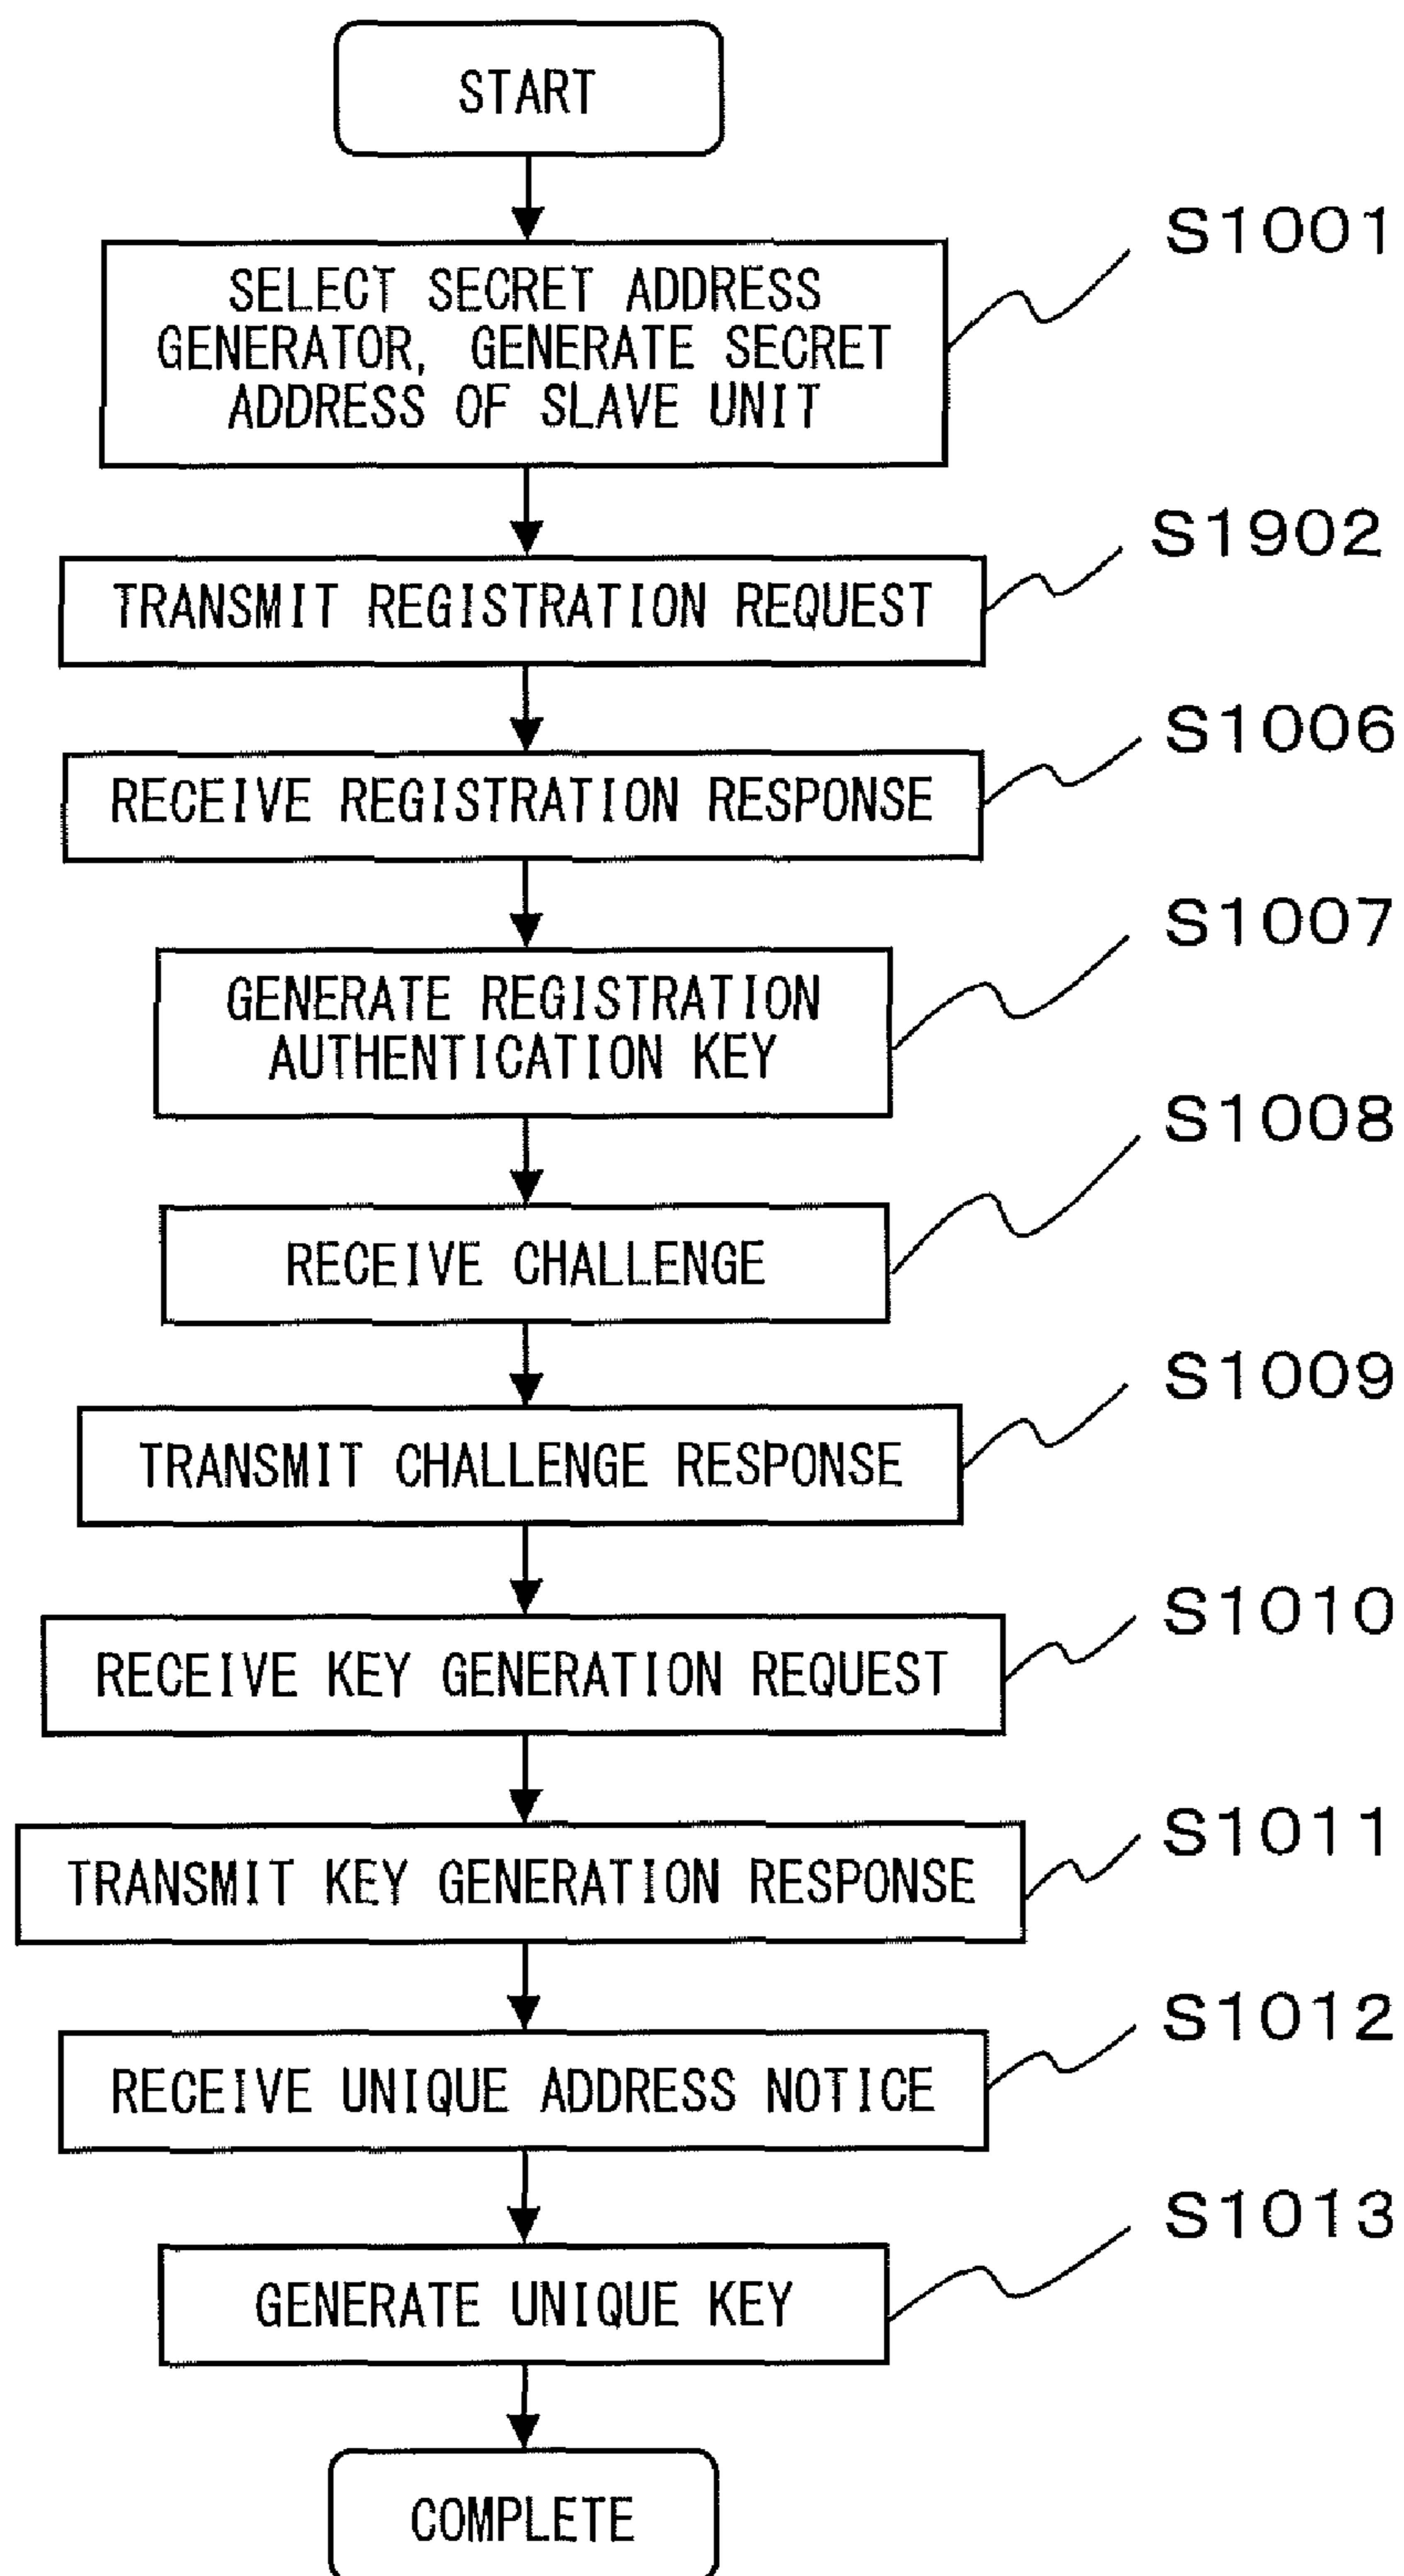 START
S1001
SELECT SECRET ADDRESS
GENERATOR, GENERATE SECRET
ADDRESS OF SLAVE UNIT
S1902
TRANSMIT REGISTRATION REQUEST
S1006
RECEIVE REGISTRATION RESPONSE
S1007
GENERATE REGISTRATION
AUTHENTICATION KEY
S1008
RECEIVE CHALLENGE
S1009
TRANSMIT CHALLENGE RESPONSE
S1010
RECEIVE KEY GENERATION REQUEST
S1011
TRANSMIT KEY GENERATION RESPONSE
S1012
RECEIVE UNIQUE ADDRESS NOTICE
S1013
GENERATE UNIQUE KEY
COMPLETE